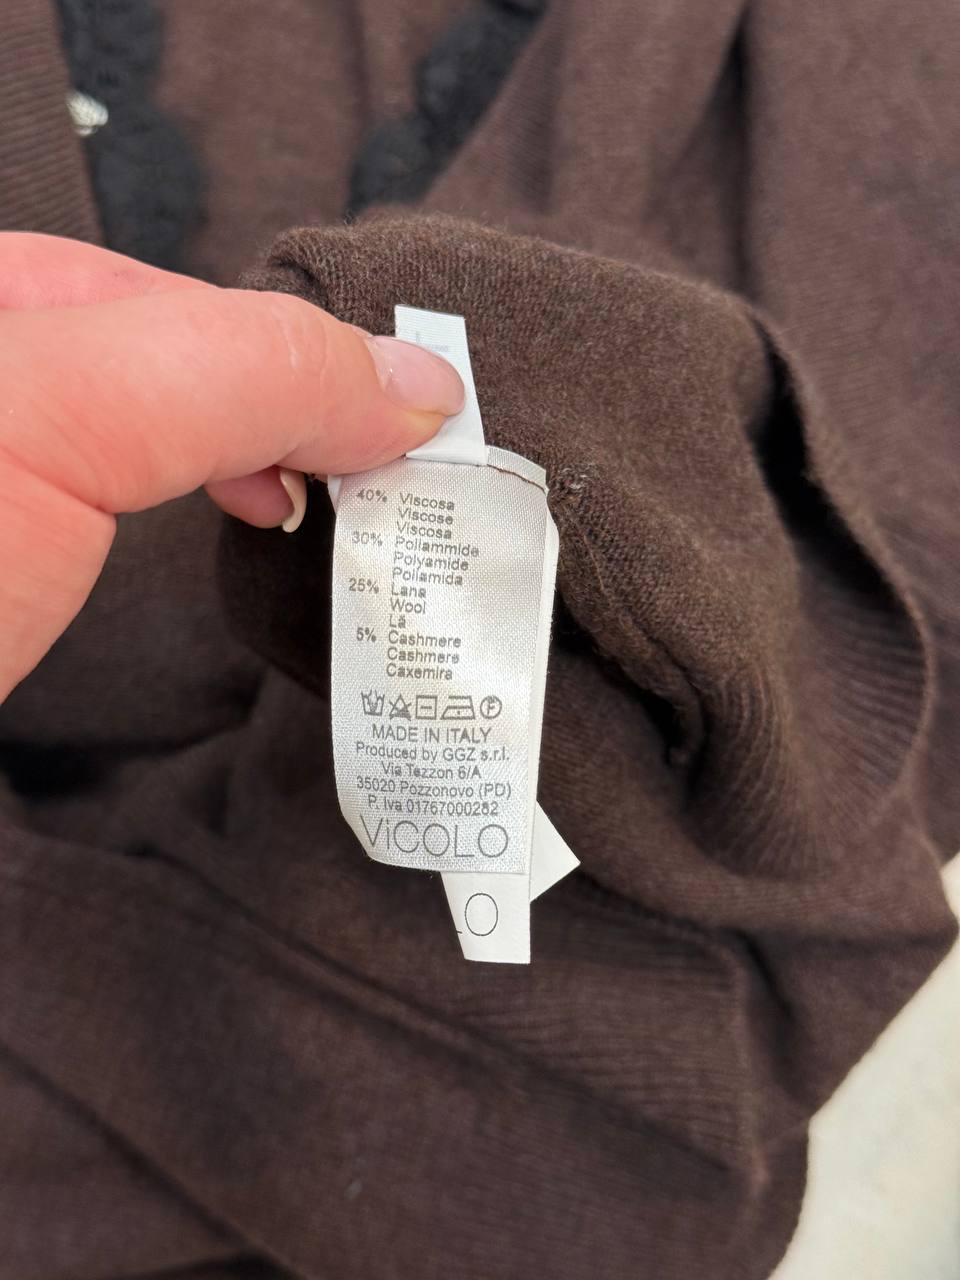 40% Viscosa
Viscose
Viscosa
30% Poliammide
Polyamide
Poliamida
25% Lana
Wool
Lã
5% Cashmere
Cashmere
Caxemira
F
MADE IN ITALY
Produced by GGZ s.r.l.
Via Tezzon 6/A
35020 Pozzonovo (PD)
P. Iva 01767000282
ViCOLO
LO